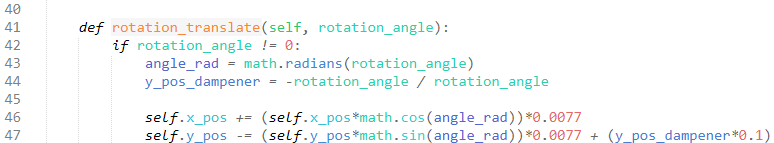 40
41 def rotation_translate(self, rotation_angle):
42 if rotation_angle != 0:
43 angle_rad = math.radians(rotation_angle)
44 y_pos_dampener = -rotation_angle / rotation_angle
45
46 self.x_pos += (self.x_pos*math.cos(angle_rad))*0.0077
47 self.y_pos -= (self.y_pos*math.sin(angle_rad))*0.0077 + (y_pos_dampener*0.1)